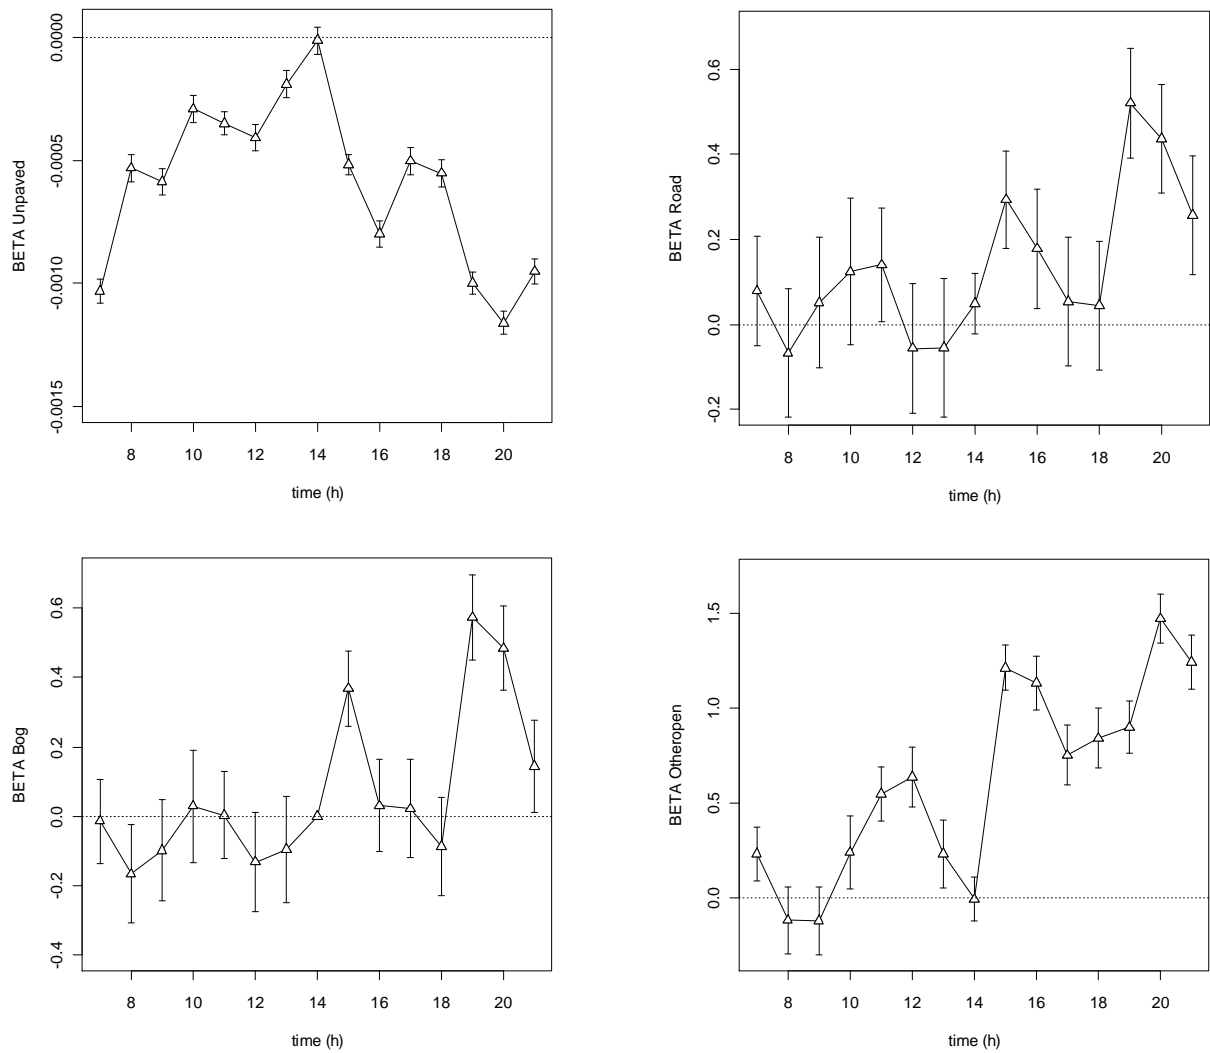 BETA Unpaved
0.0000
-0.0005
-0.0010
-0.0015
8 10 12 14 16 18 20
time (h)
BETA Road
0.6
0.4
0.2
0.0
-0.2
8 10 12 14 16 18 20
time (h)
BETA Bog
0.6
0.4
0.2
0.0
-0.2
-0.4
8 10 12 14 16 18 20
time (h)
BETA Otheropen
1.5
1.0
0.5
0.0
8 10 12 14 16 18 20
time (h)